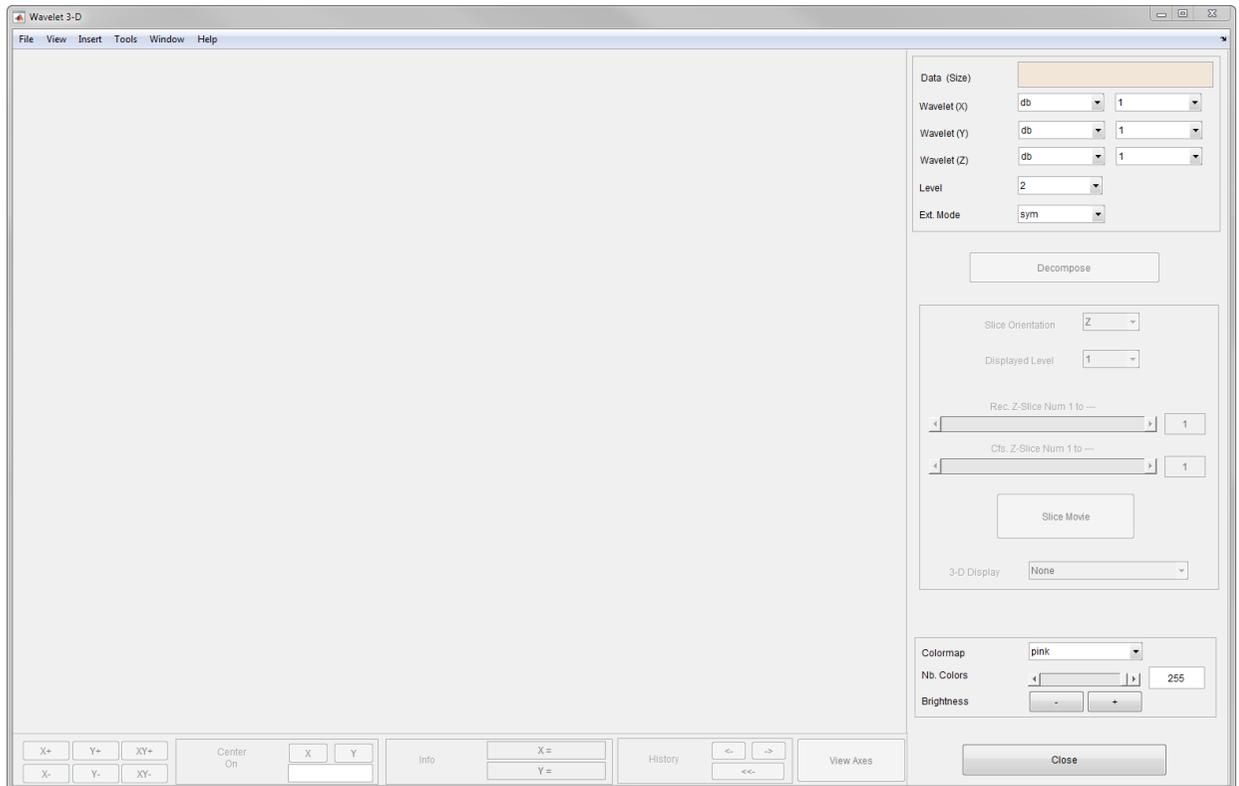 Wavelet 3-D
File View Insert Tools Window Help
Data (Size)
Wavelet (X) db 1
Wavelet (Y) db 1
Wavelet (Z) db 1
Level 2
Ext. Mode sym
Decompose
Slice Orientation Z
Displayed Level 1
Rec. Z-Slice Num 1 to ---
1
Cfs. Z-Slice Num 1 to ---
1
Slice Movie
3-D Display None
Colormap pink
Nb. Colors 255
Brightness - +
X+ Y+ XY+
X- Y- XY-
Center
On
X Y
Info
X =
Y =
History
<- ->
<<-
View Axes
Close